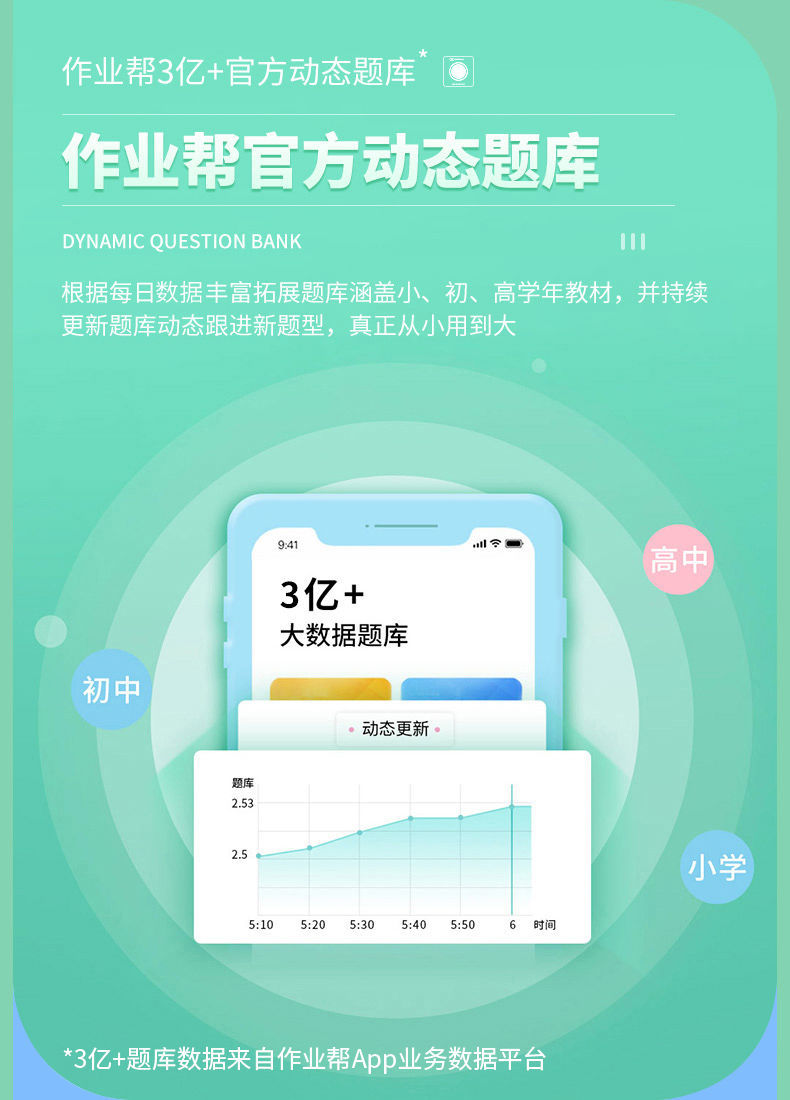 作业帮3亿+官方动态题库*
作业帮官方动态题库
DYNAMIC QUESTION BANK
根据每日数据丰富拓展题库涵盖小、初、高学年教材，并持续
更新题库动态跟进新题型，真正从小用到大
9:41
3亿+
大数据题库
高中
初中
动态更新
题库
2.53
2.5
小学
5:10 5:20 5:30 5:40 5:50 6 时间
*3亿+题库数据来自作业帮App业务数据平台